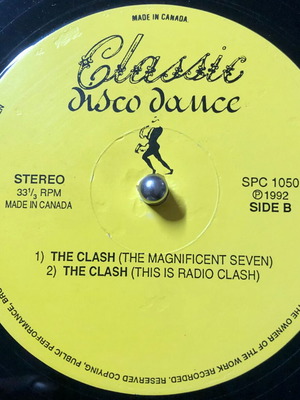 MADE IN CANADA
Classic
disco dance
STEREO
33⅓ RPM
MADE IN CANADA
SPC 1050
Ⓟ1992
SIDE B
1) THE CLASH (THE MAGNIFICENT SEVEN)
2) THE CLASH (THIS IS RADIO CLASH)
THE OWNER OF THE WORK RECORDED. RESERVED COPYING, PUBLIC PERFORMANCE,